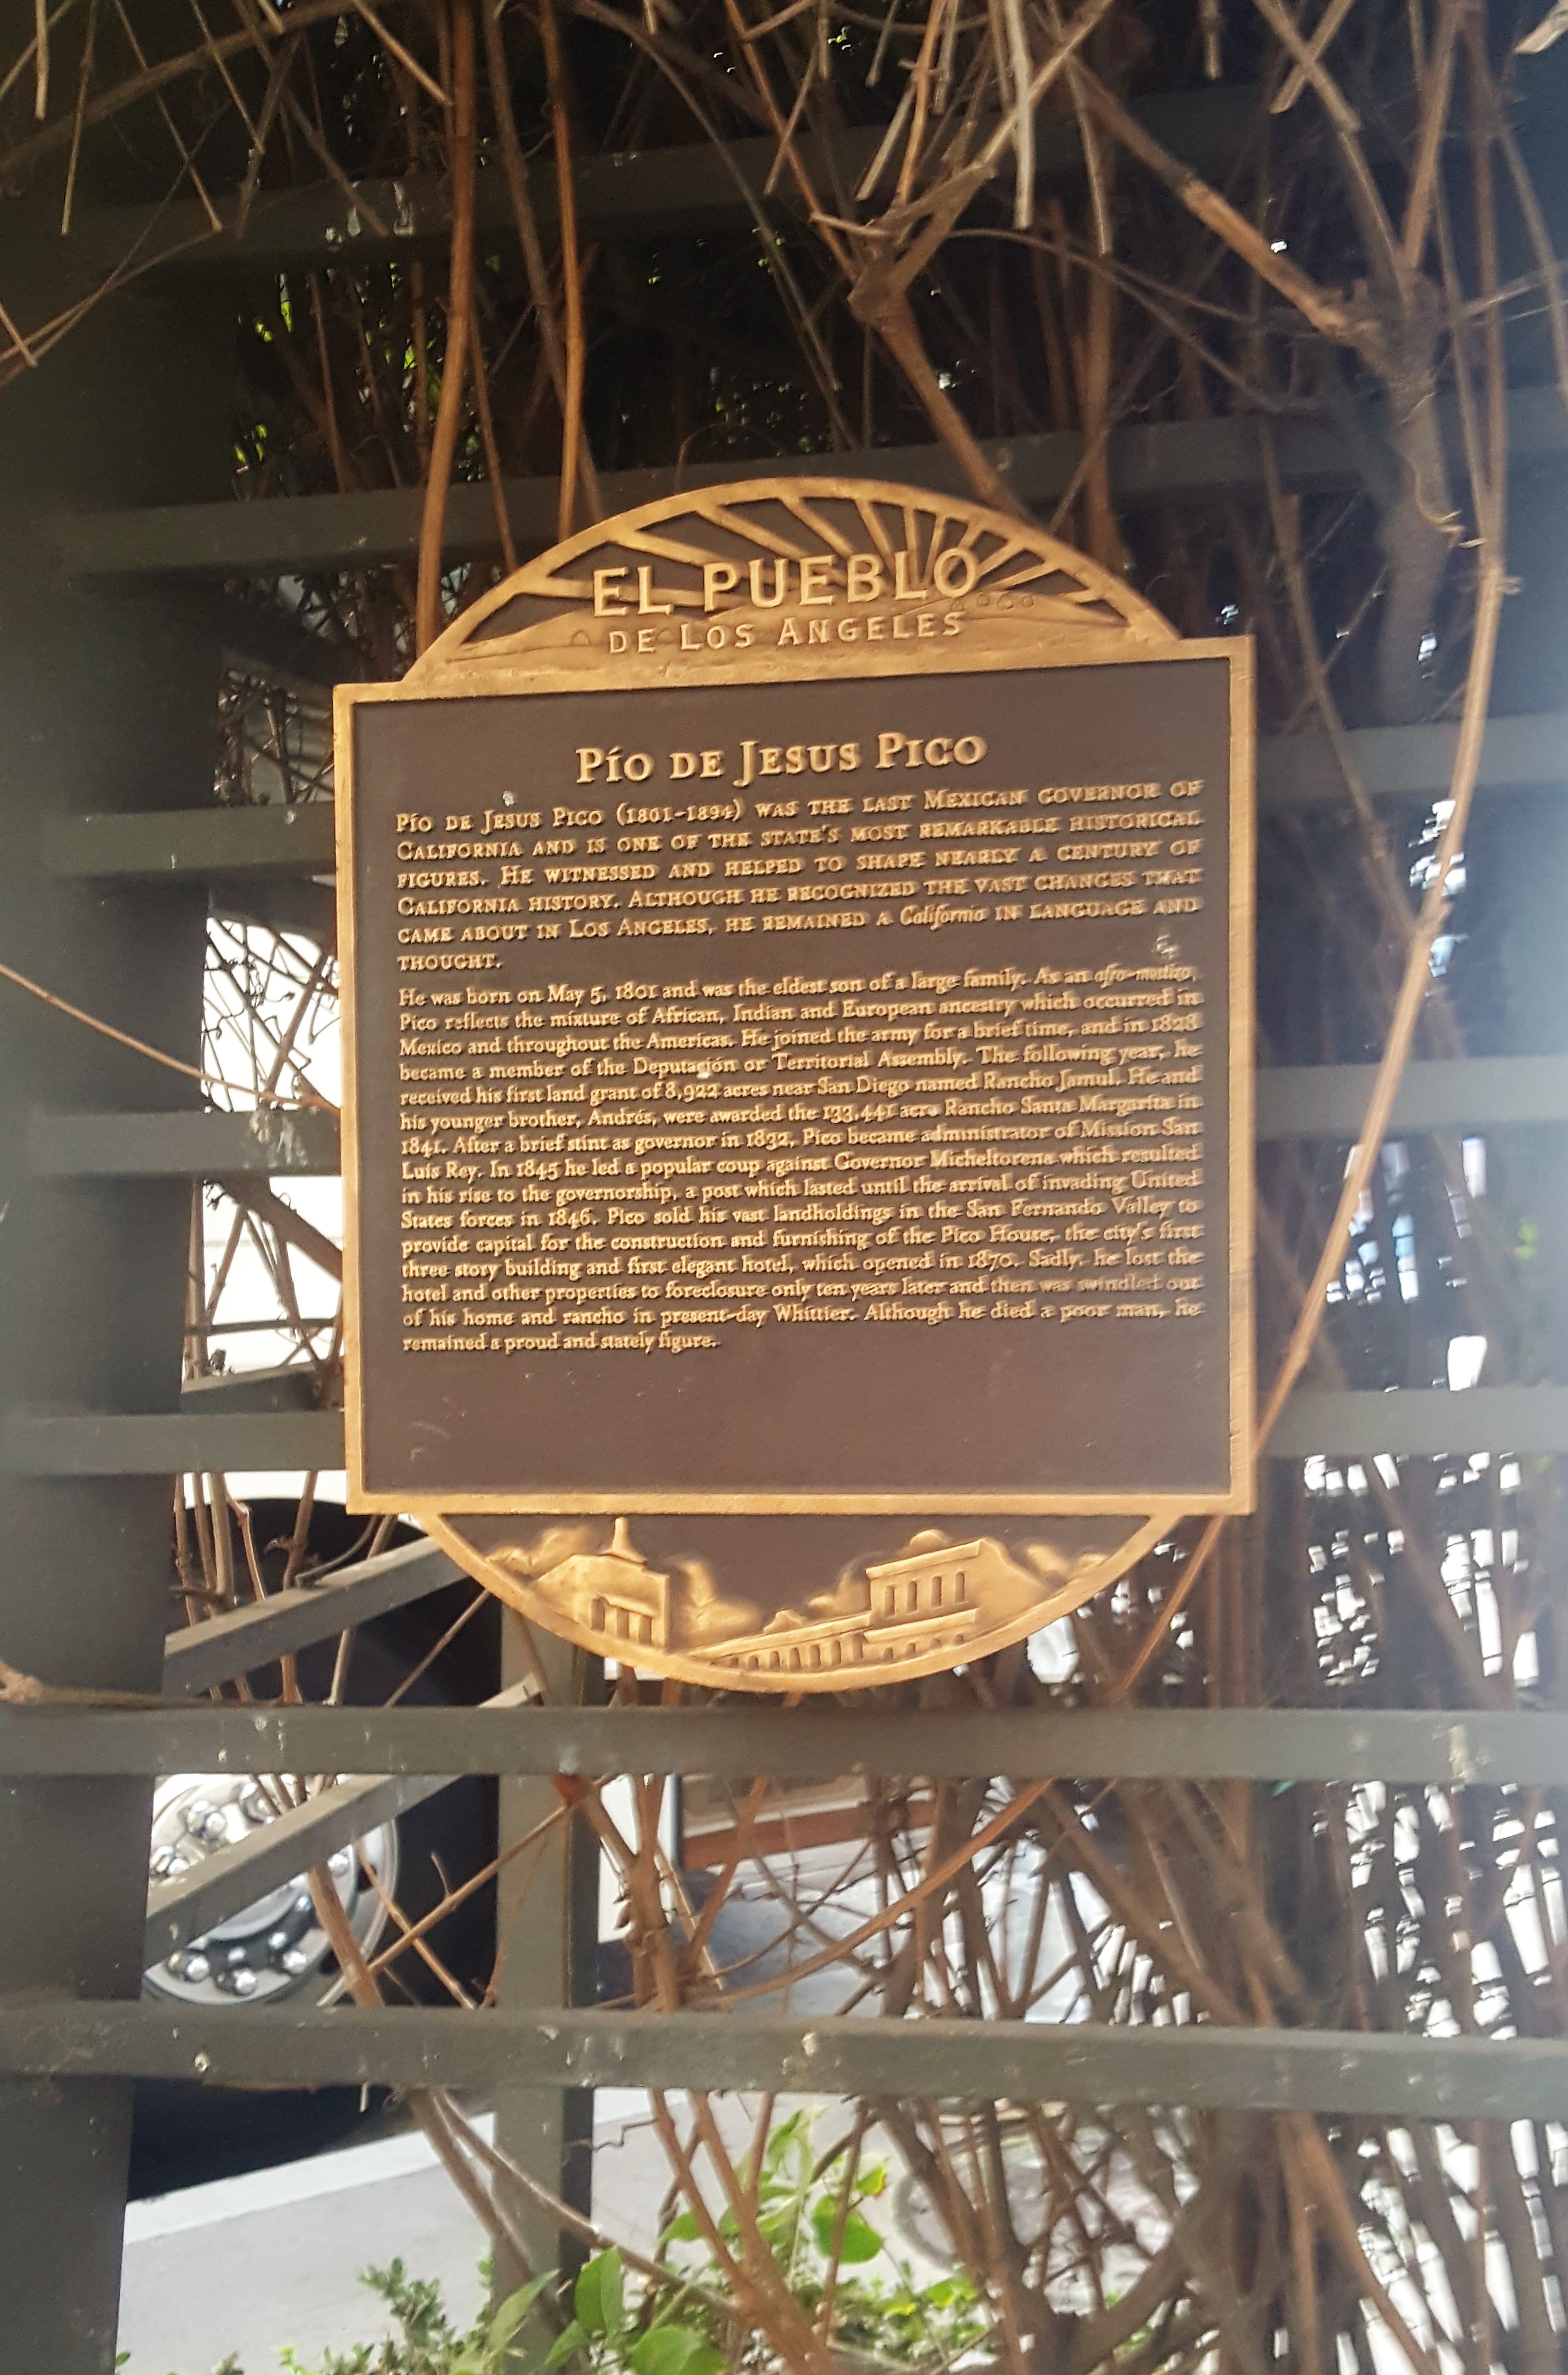 EL PUEBLO
DE LOS ANGELES
PÍO DE JESUS PICO
PÍO DE JESUS PICO (1801-1894) WAS THE LAST MEXICAN GOVERNOR OF
CALIFORNIA AND IS ONE OF THE STATE'S MOST REMARKABLE HISTORICAL
FIGURES. HE WITNESSED AND HELPED TO SHAPE NEARLY A CENTURY OF
CALIFORNIA HISTORY. ALTHOUGH HE RECOGNIZED THE VAST CHANGES THAT
CAME ABOUT IN LOS ANGELES, HE REMAINED A California IN LANGUAGE AND
THOUGHT.
He was born on May 5, 1801 and was the eldest son of a large family. As an afro-mestizo,
Pico reflects the mixture of African, Indian and European ancestry which occurred in
Mexico and throughout the Americas. He joined the army for a brief time, and in 1828
became a member of the Deputación or Territorial Assembly. The following year, he
received his first land grant of 8,922 acres near San Diego named Rancho Jamul. He and
his younger brother, Andrés, were awarded the 133,441 acre Rancho Santa Margarita in
1841. After a brief stint as governor in 1832, Pico became administrator of Mission San
Luís Rey. In 1845 he led a popular coup against Governor Micheltorena which resulted
in his rise to the governorship, a post which lasted until the arrival of invading United
States forces in 1846. Pico sold his vast landholdings in the San Fernando Valley to
provide capital for the construction and furnishing of the Pico House, the city's first
three story building and first elegant hotel, which opened in 1870. Sadly, he lost the
hotel and other properties to foreclosure only ten years later and then was swindled out
of his home and rancho in present-day Whittier. Although he died a poor man, he
remained a proud and stately figure.